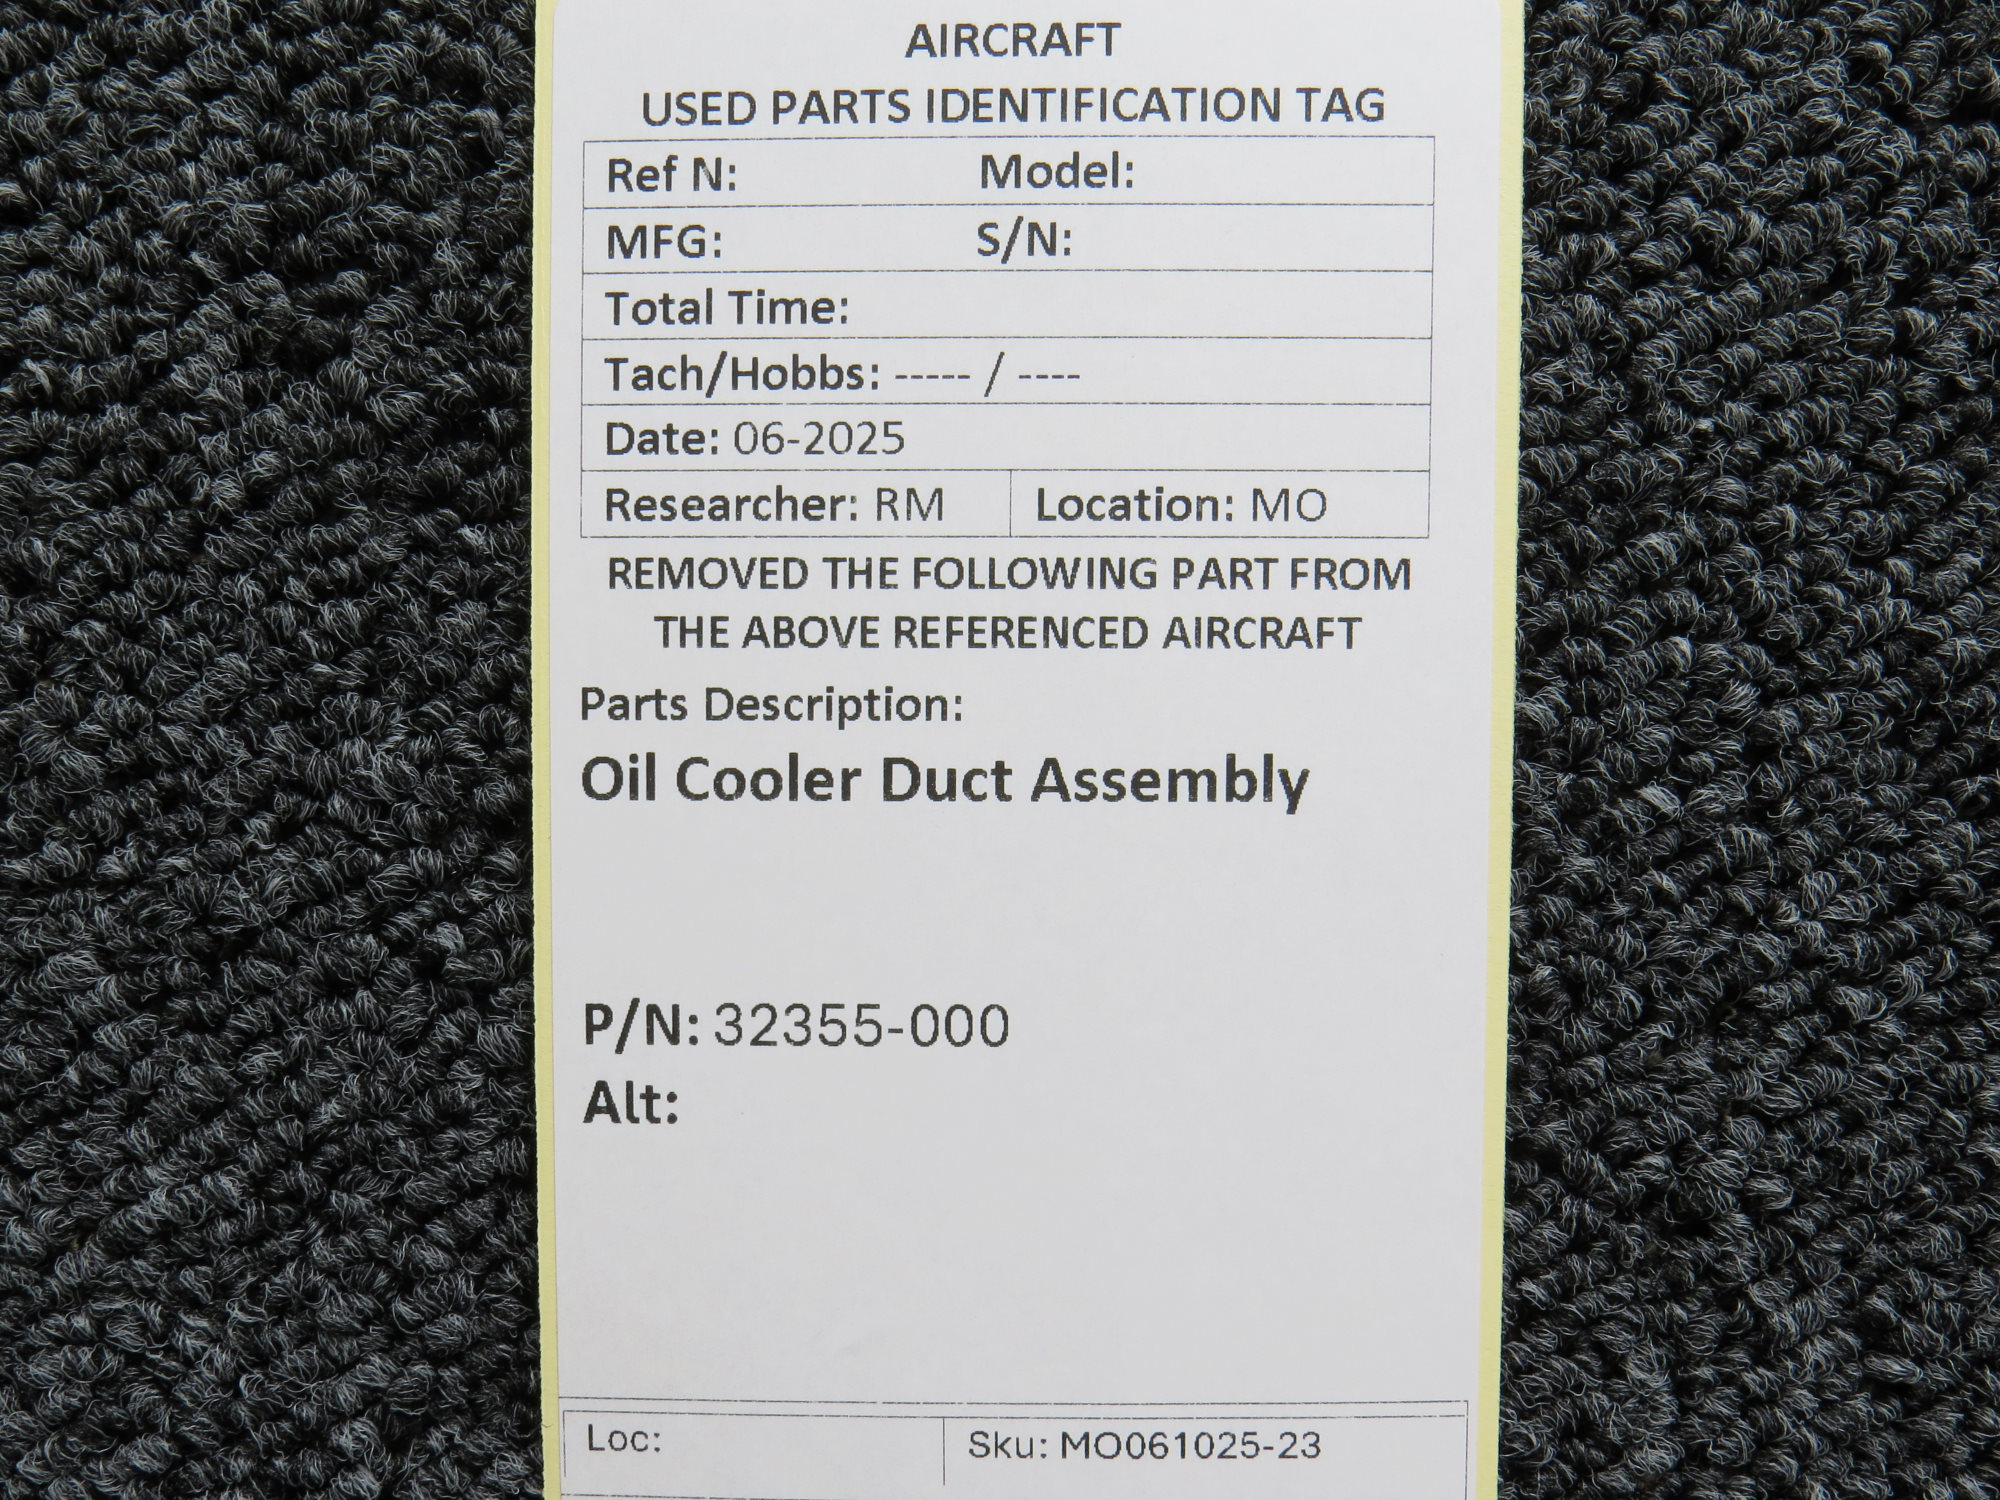 AIRCRAFT
USED PARTS IDENTIFICATION TAG
Ref N: Model:
MFG: S/N:
Total Time:
Tach/Hobbs: ----- / ----
Date: 06-2025
Researcher: RM Location: MO
REMOVED THE FOLLOWING PART FROM
THE ABOVE REFERENCED AIRCRAFT
Parts Description:
Oil Cooler Duct Assembly
P/N: 32355-000
Alt:
Loc: Sku: MO061025-23